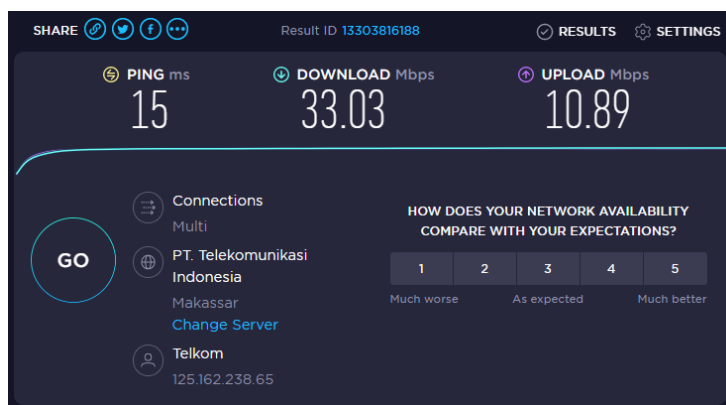 SHARE
Result ID 13303816188
RESULTS
SETTINGS
PING ms
15
DOWNLOAD Mbps
33.03
UPLOAD Mbps
10.89
GO
Connections
Multi
PT. Telekomunikasi
Indonesia
Makassar
Change Server
Telkom
125.162.238.65
HOW DOES YOUR NETWORK AVAILABILITY
COMPARE WITH YOUR EXPECTATIONS?
1 2 3 4 5
Much worse As expected Much better